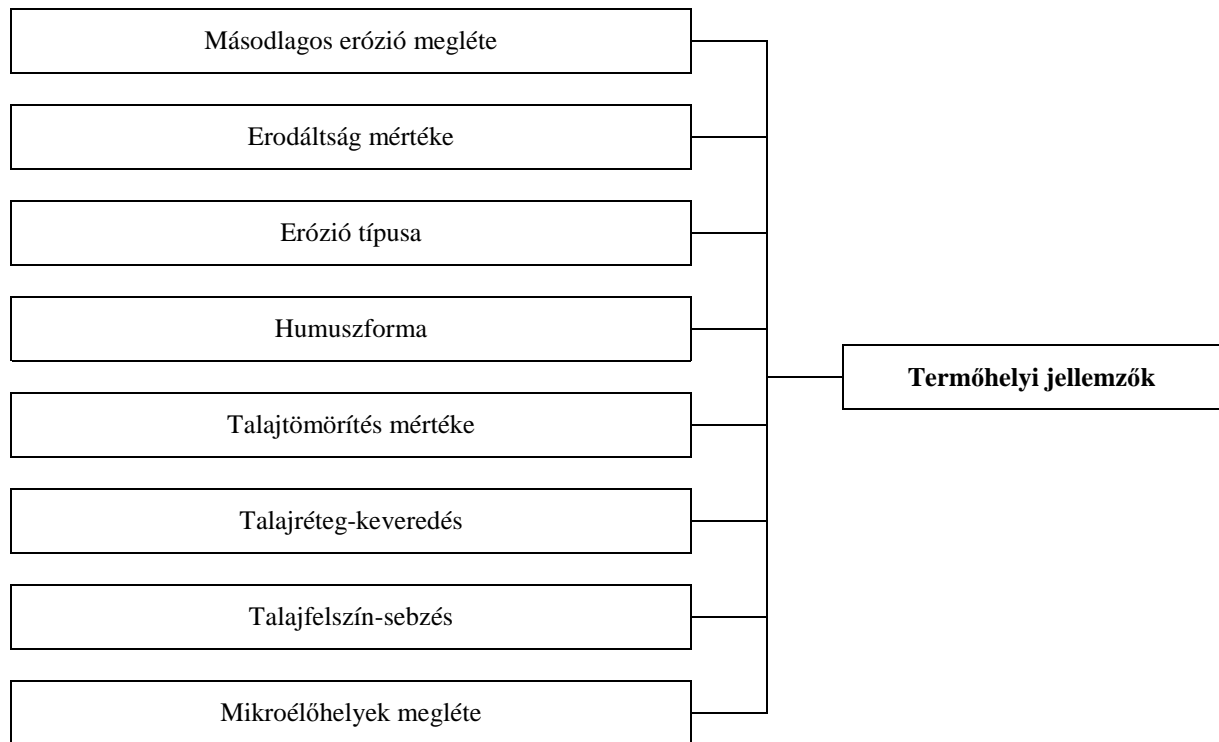 Másodlagos erózió megléte
Erodáltság mértéke
Erózió típusa
Humuszforma
Talajtömörítés mértéke
Talajréteg-keveredés
Talajfelszín-sebzés
Mikroélőhelyek megléte
Termőhelyi jellemzők